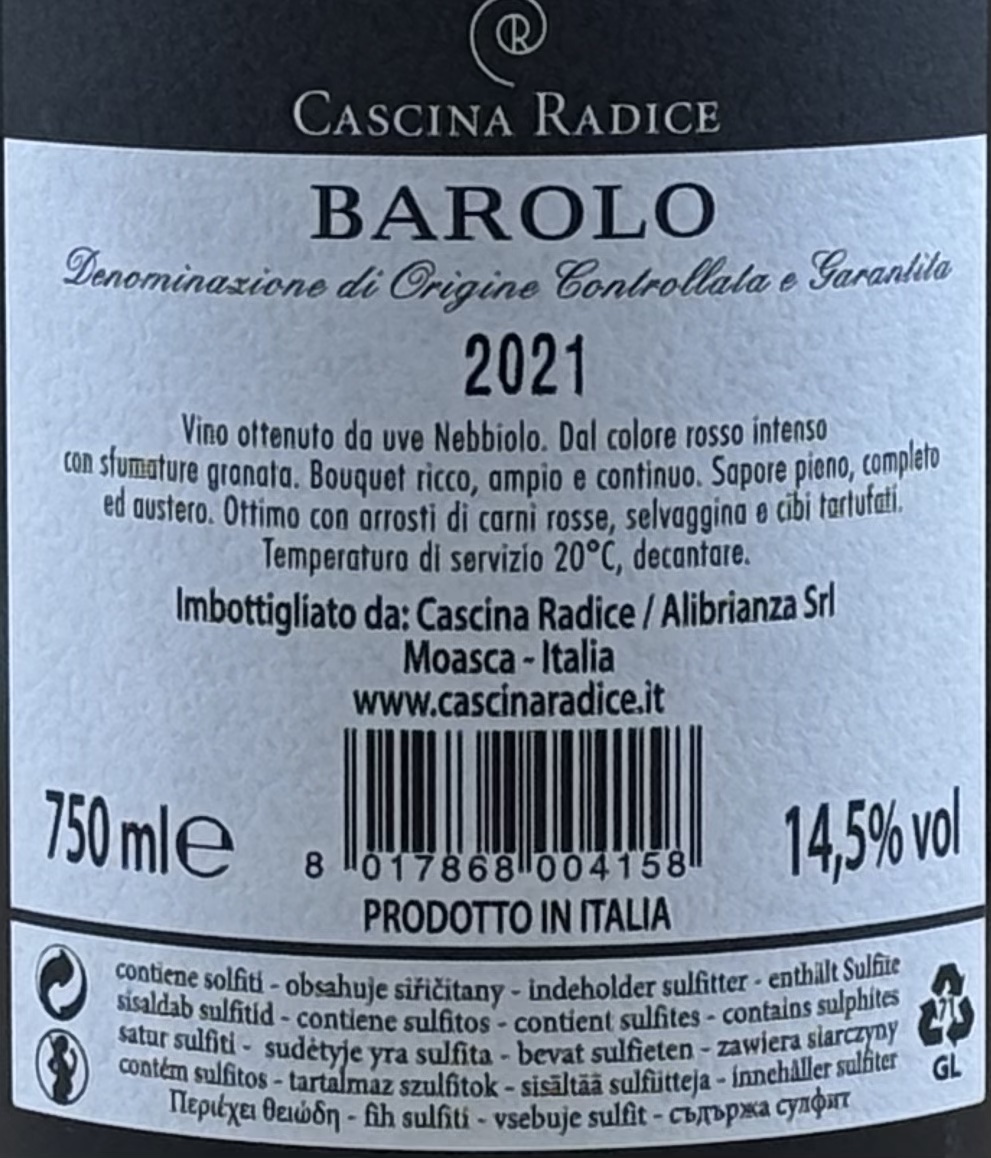 R
CASCINA RADICE
BAROLO
Denominazione di Origine Controllata e Garantita
2021
Vino ottenuto da uve Nebbiolo. Dal colore rosso intenso
con sfumature granata. Bouquet ricco, ampio e continuo. Sapore pieno, completo
ed austero. Ottimo con arrosti di carni rosse, selvaggina e cibi tartufati.
Temperatura di servizio 20°C, decantare.
Imbottigliato da: Cascina Radice / Alibrianza Srl
Moasca - Italia
www.cascinaradice.it
750 ml e
8 017868 004158
14,5% vol
PRODOTTO IN ITALIA
contiene solfiti - obsahuje siřičitany - indeholder sulfitter - enthält Sulfite
sisaldab sulfitid - contiene sulfitos - contient sulfites - contains sulphites
satur sulfiti - sudėtyje yra sulfita - bevat sulfieten - zawiera siarczyny
contém sulfitos - tartalmaz szulfitok - sisältää sulfiitteja - innehåller sulfiter
Περιέχει θειώδη - fih sulfiti - vsebuje sulfit - съдържа сулфит
71
GL